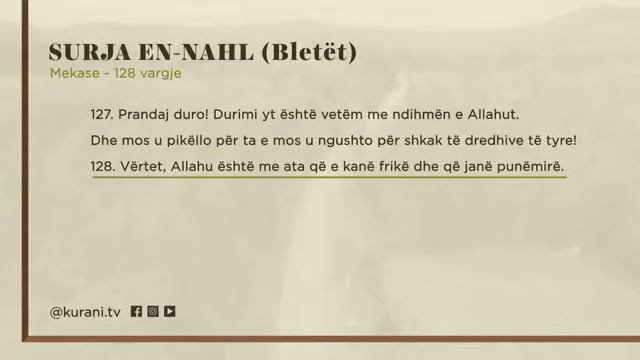 SURJA EN-NAHL (Bletët)
Mekase - 128 vargje
127. Prandaj duro! Durimi yt është vetëm me ndihmën e Allahut.
Dhe mos u pikëllo për ta e mos u ngushto për shkak të dredhive të tyre!
128. Vërtet, Allahu është me ata që e kanë frikë dhe që janë punëmirë.
@kurani.tv